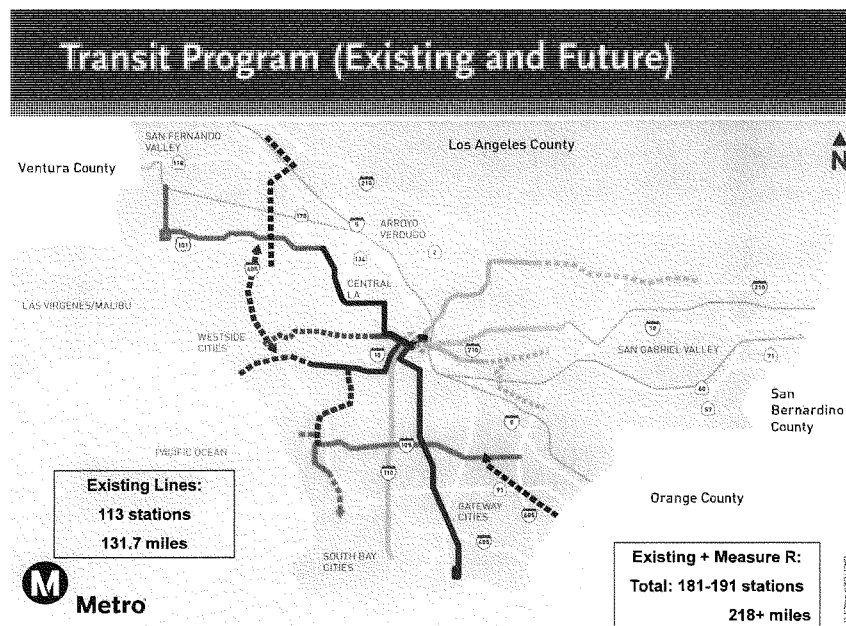 Transit Program (Existing and Future)
SAN FERNANDO
VALLEY
Los Angeles County
N
Ventura County
118
210
170
5
ARROYO
VERDUGO
101
134
2
405
CENTRAL
LA
LAS VIRGENES/MALIBU
210
WESTSIDE
CITIES
10
710
10
SAN GABRIEL VALLEY
71
60
57
San
Bernardino
County
5
PACIFIC OCEAN
105
110
91
605
GATEWAY
CITIES
405
Orange County
SOUTH BAY
CITIES
Existing Lines:
113 stations
131.7 miles
Existing + Measure R:
Total: 181-191 stations
218+ miles
M
Metro